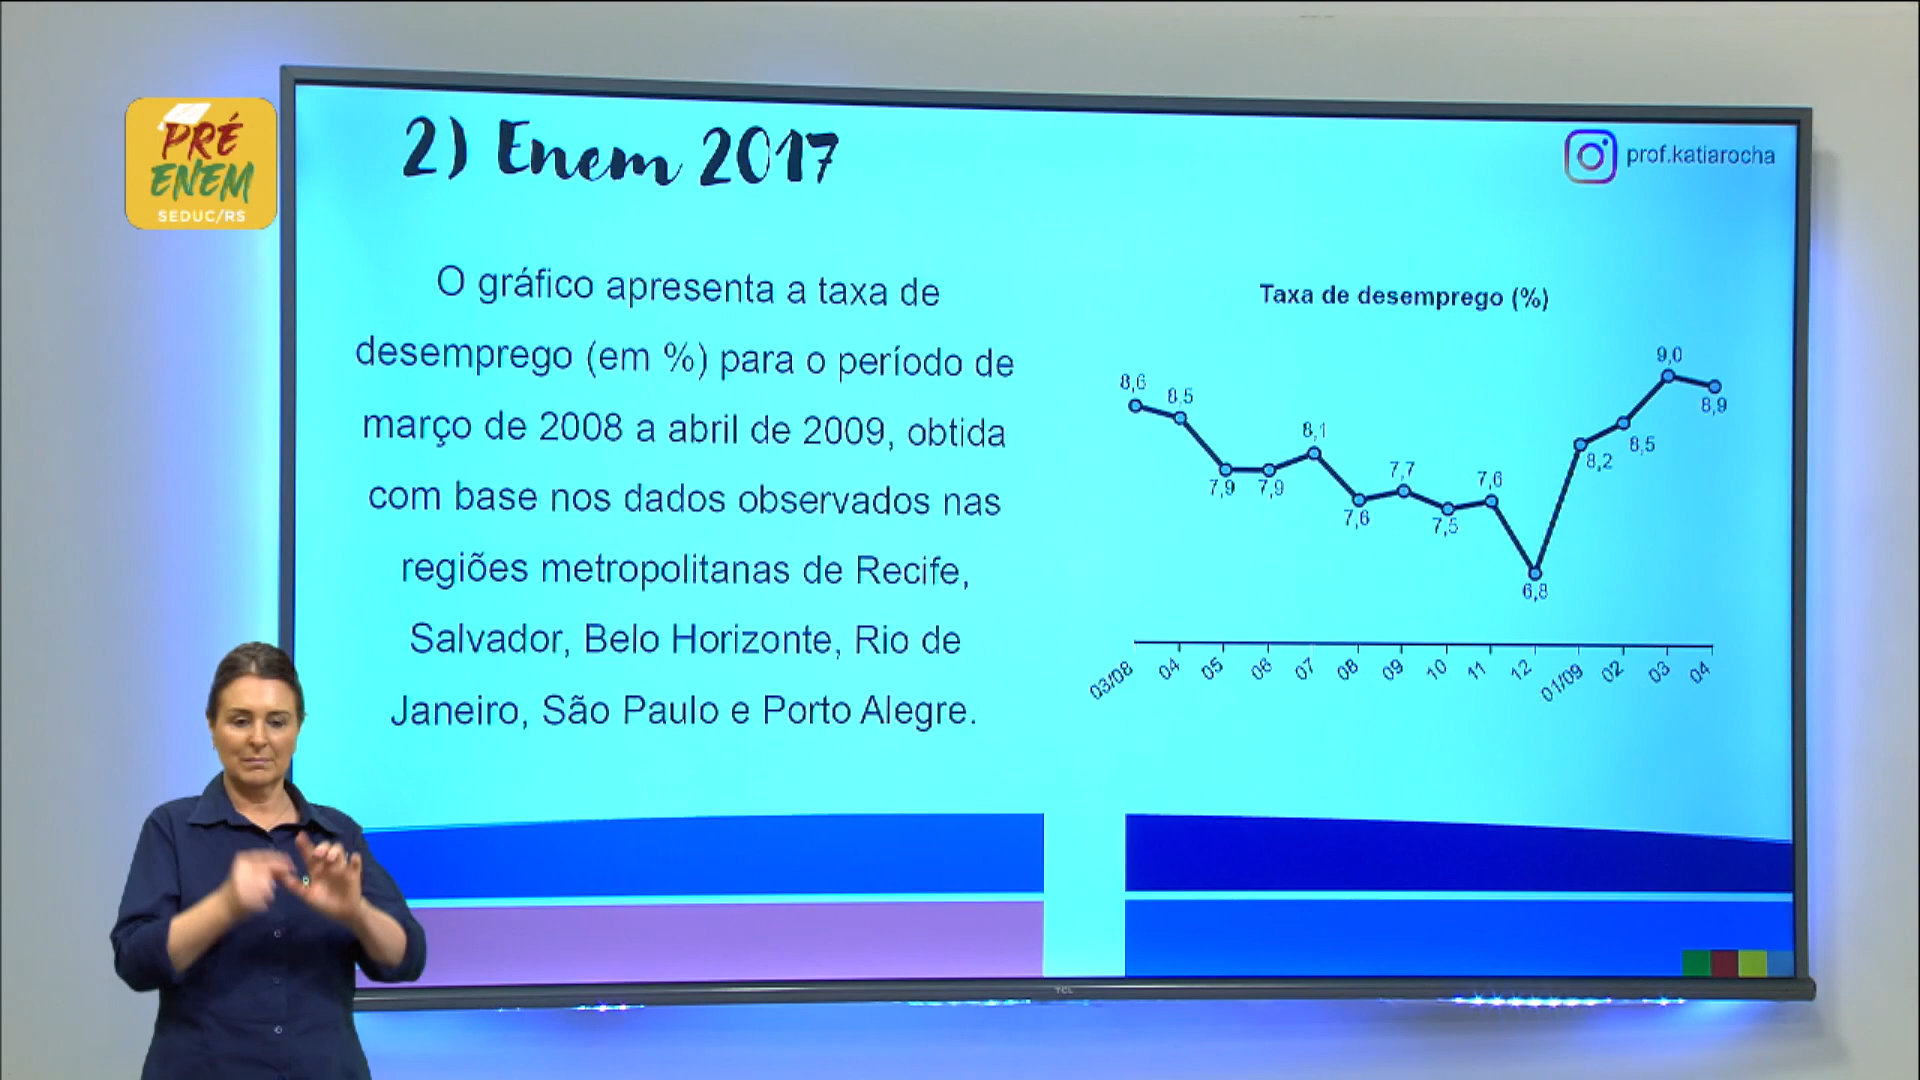 PRÉ
ENEM
SEDUC/RS
2) Enem 2017
prof.katiarocha
O gráfico apresenta a taxa de
desemprego (em %) para o período de
março de 2008 a abril de 2009, obtida
com base nos dados observados nas
regiões metropolitanas de Recife,
Salvador, Belo Horizonte, Rio de
Janeiro, São Paulo e Porto Alegre.
Taxa de desemprego (%)
8,6
8,5
7,9
7,9
8,1
7,6
7,7
7,5
7,6
6,8
8,2
8,5
9,0
8,9
03/08 04 05 06 07 08 09 10 11 12 01/09 02 03 04
TCL